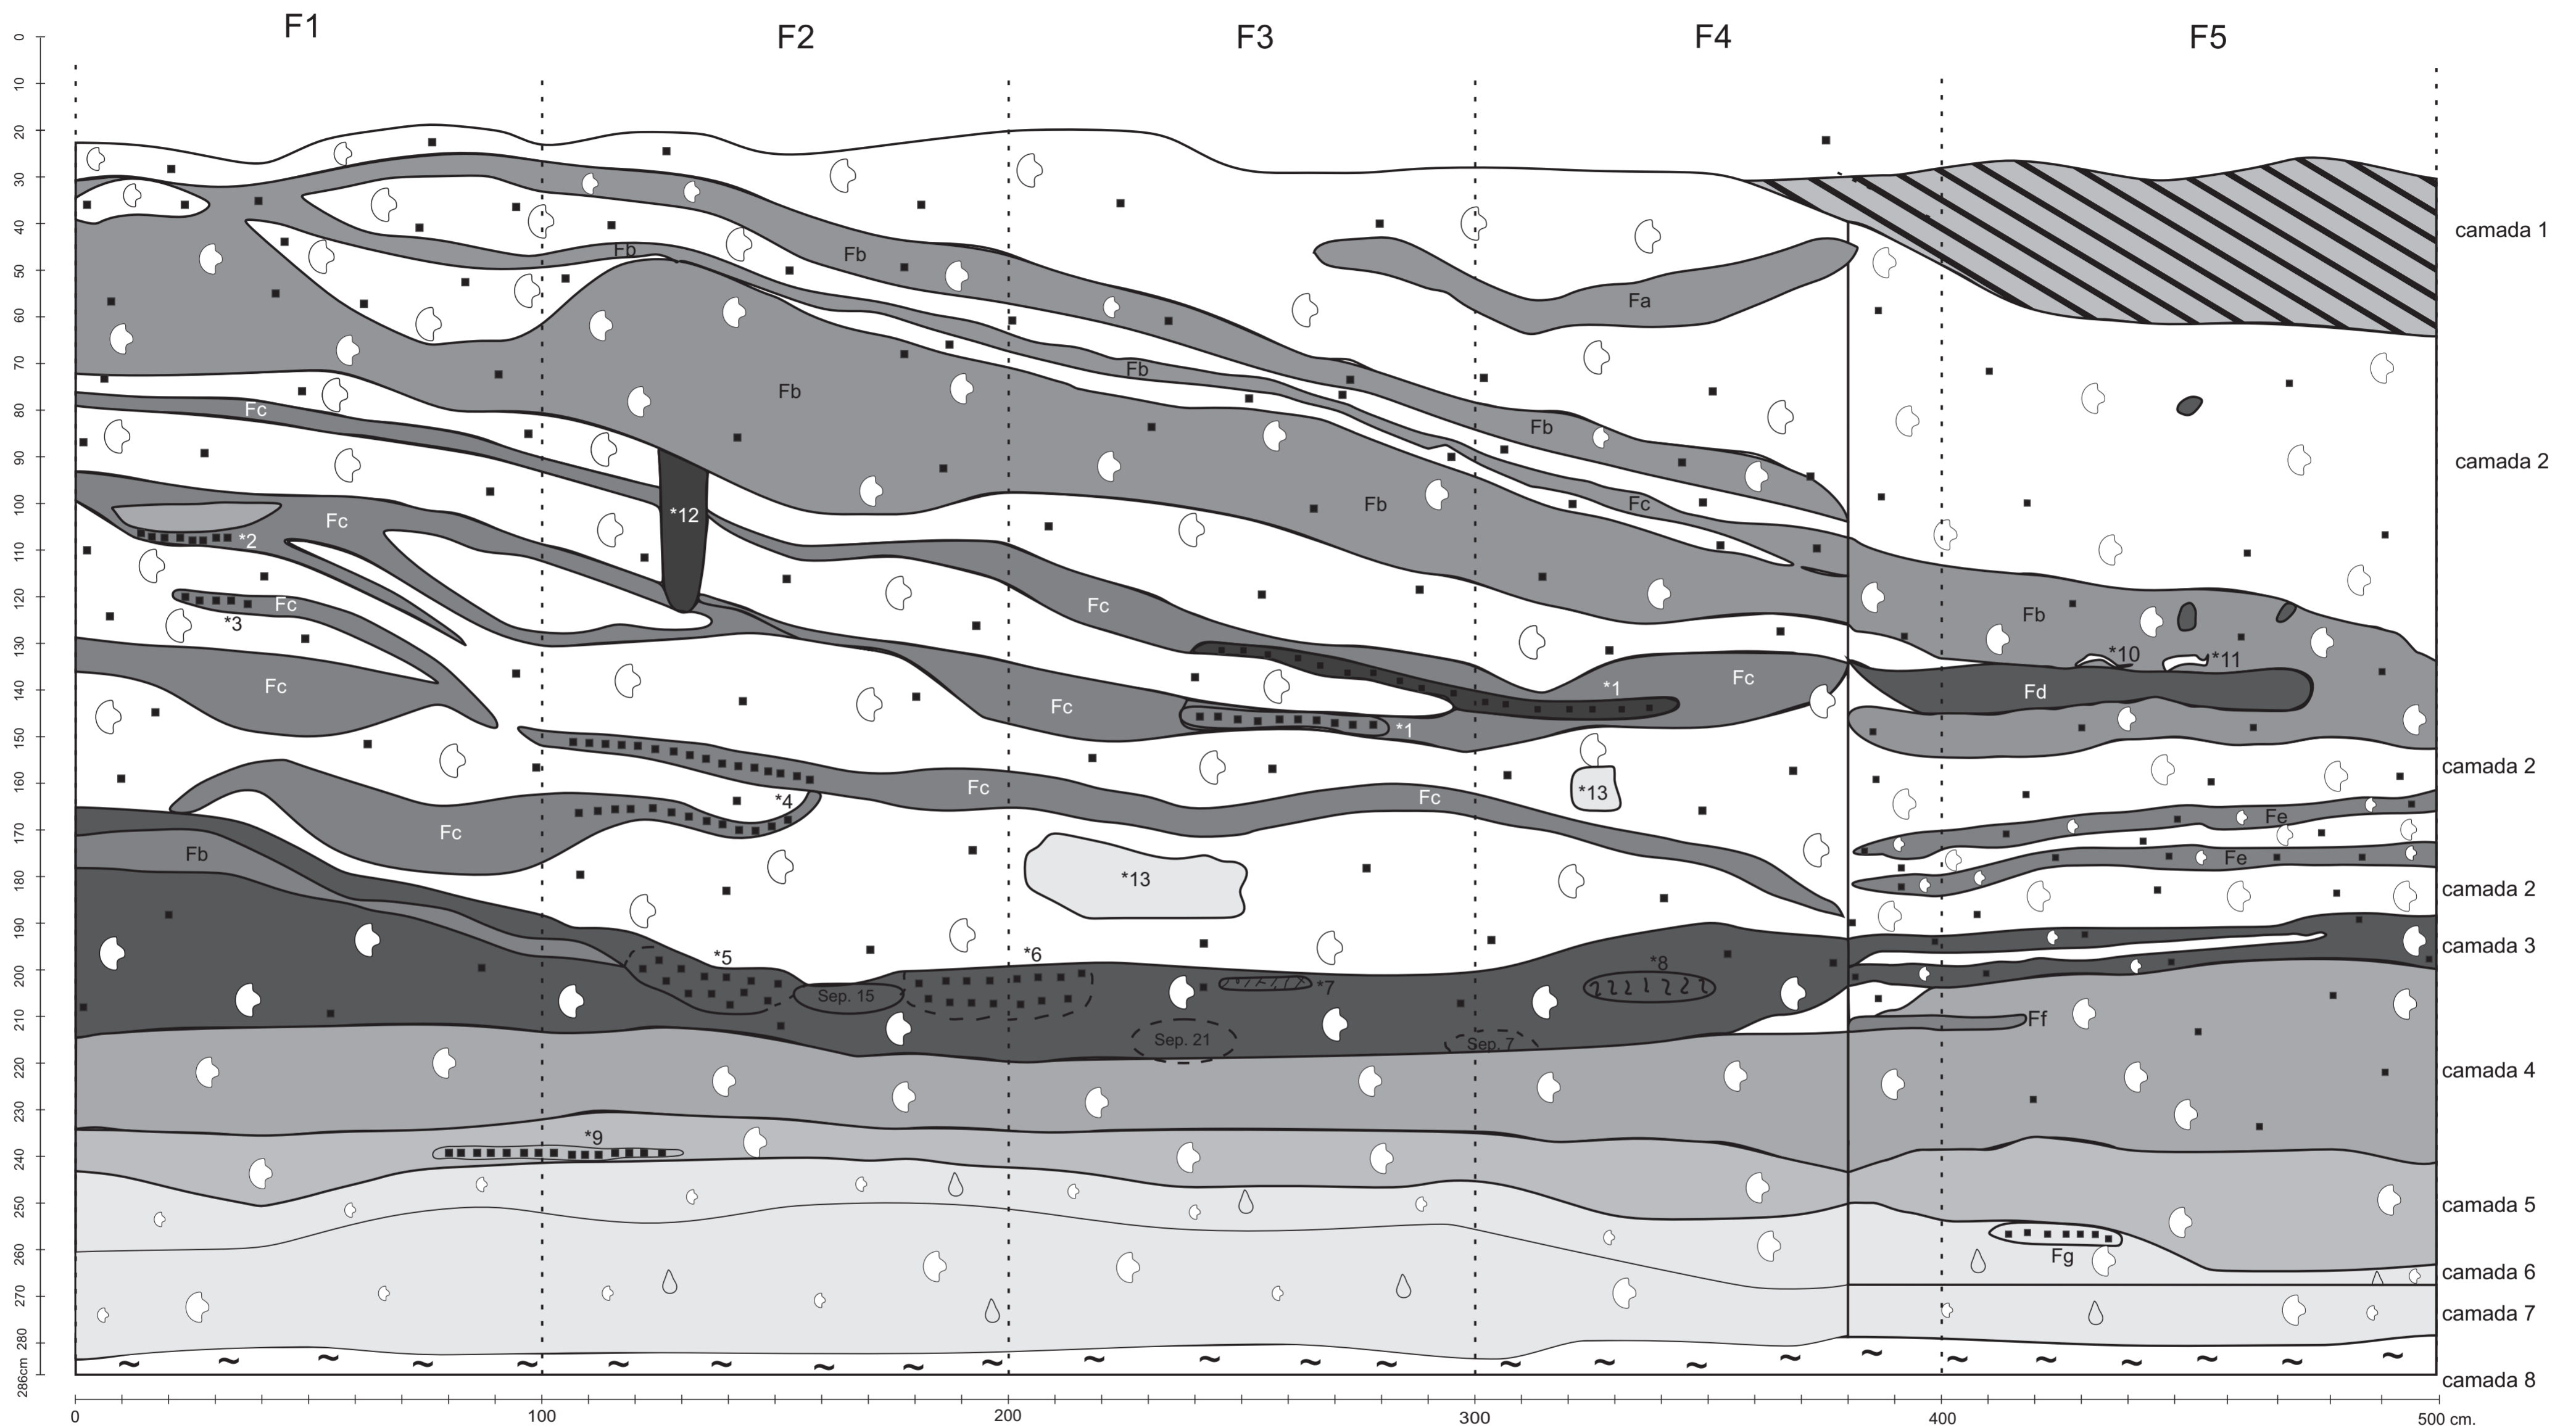 F1 F2 F3 F4 F5
0
10
20
30
40
50
60
70
80
90
100
110
120
130
140
150
160
170
180
190
200
210
220
230
240
250
260
270
280
286cm
camada 1
Fb
Fb
Fa
Fb
Fb
Fc
Fb
camada 2
Fb
Fc
Fb
*12
Fc
*2
Fc
*3
Fc
Fb
*10
*11
Fc
*1
Fc
Fd
Fc
*1
camada 2
*4
Fc
Fc
*13
Fc
Fe
Fb
*13
Fe
camada 2
*5
*6
*8
camada 3
Sep. 15
*7
Ff
Sep. 21
Sep. 7
camada 4
*9
camada 5
Fg
camada 6
camada 7
camada 8
0 100 200 300 400 500 cm.